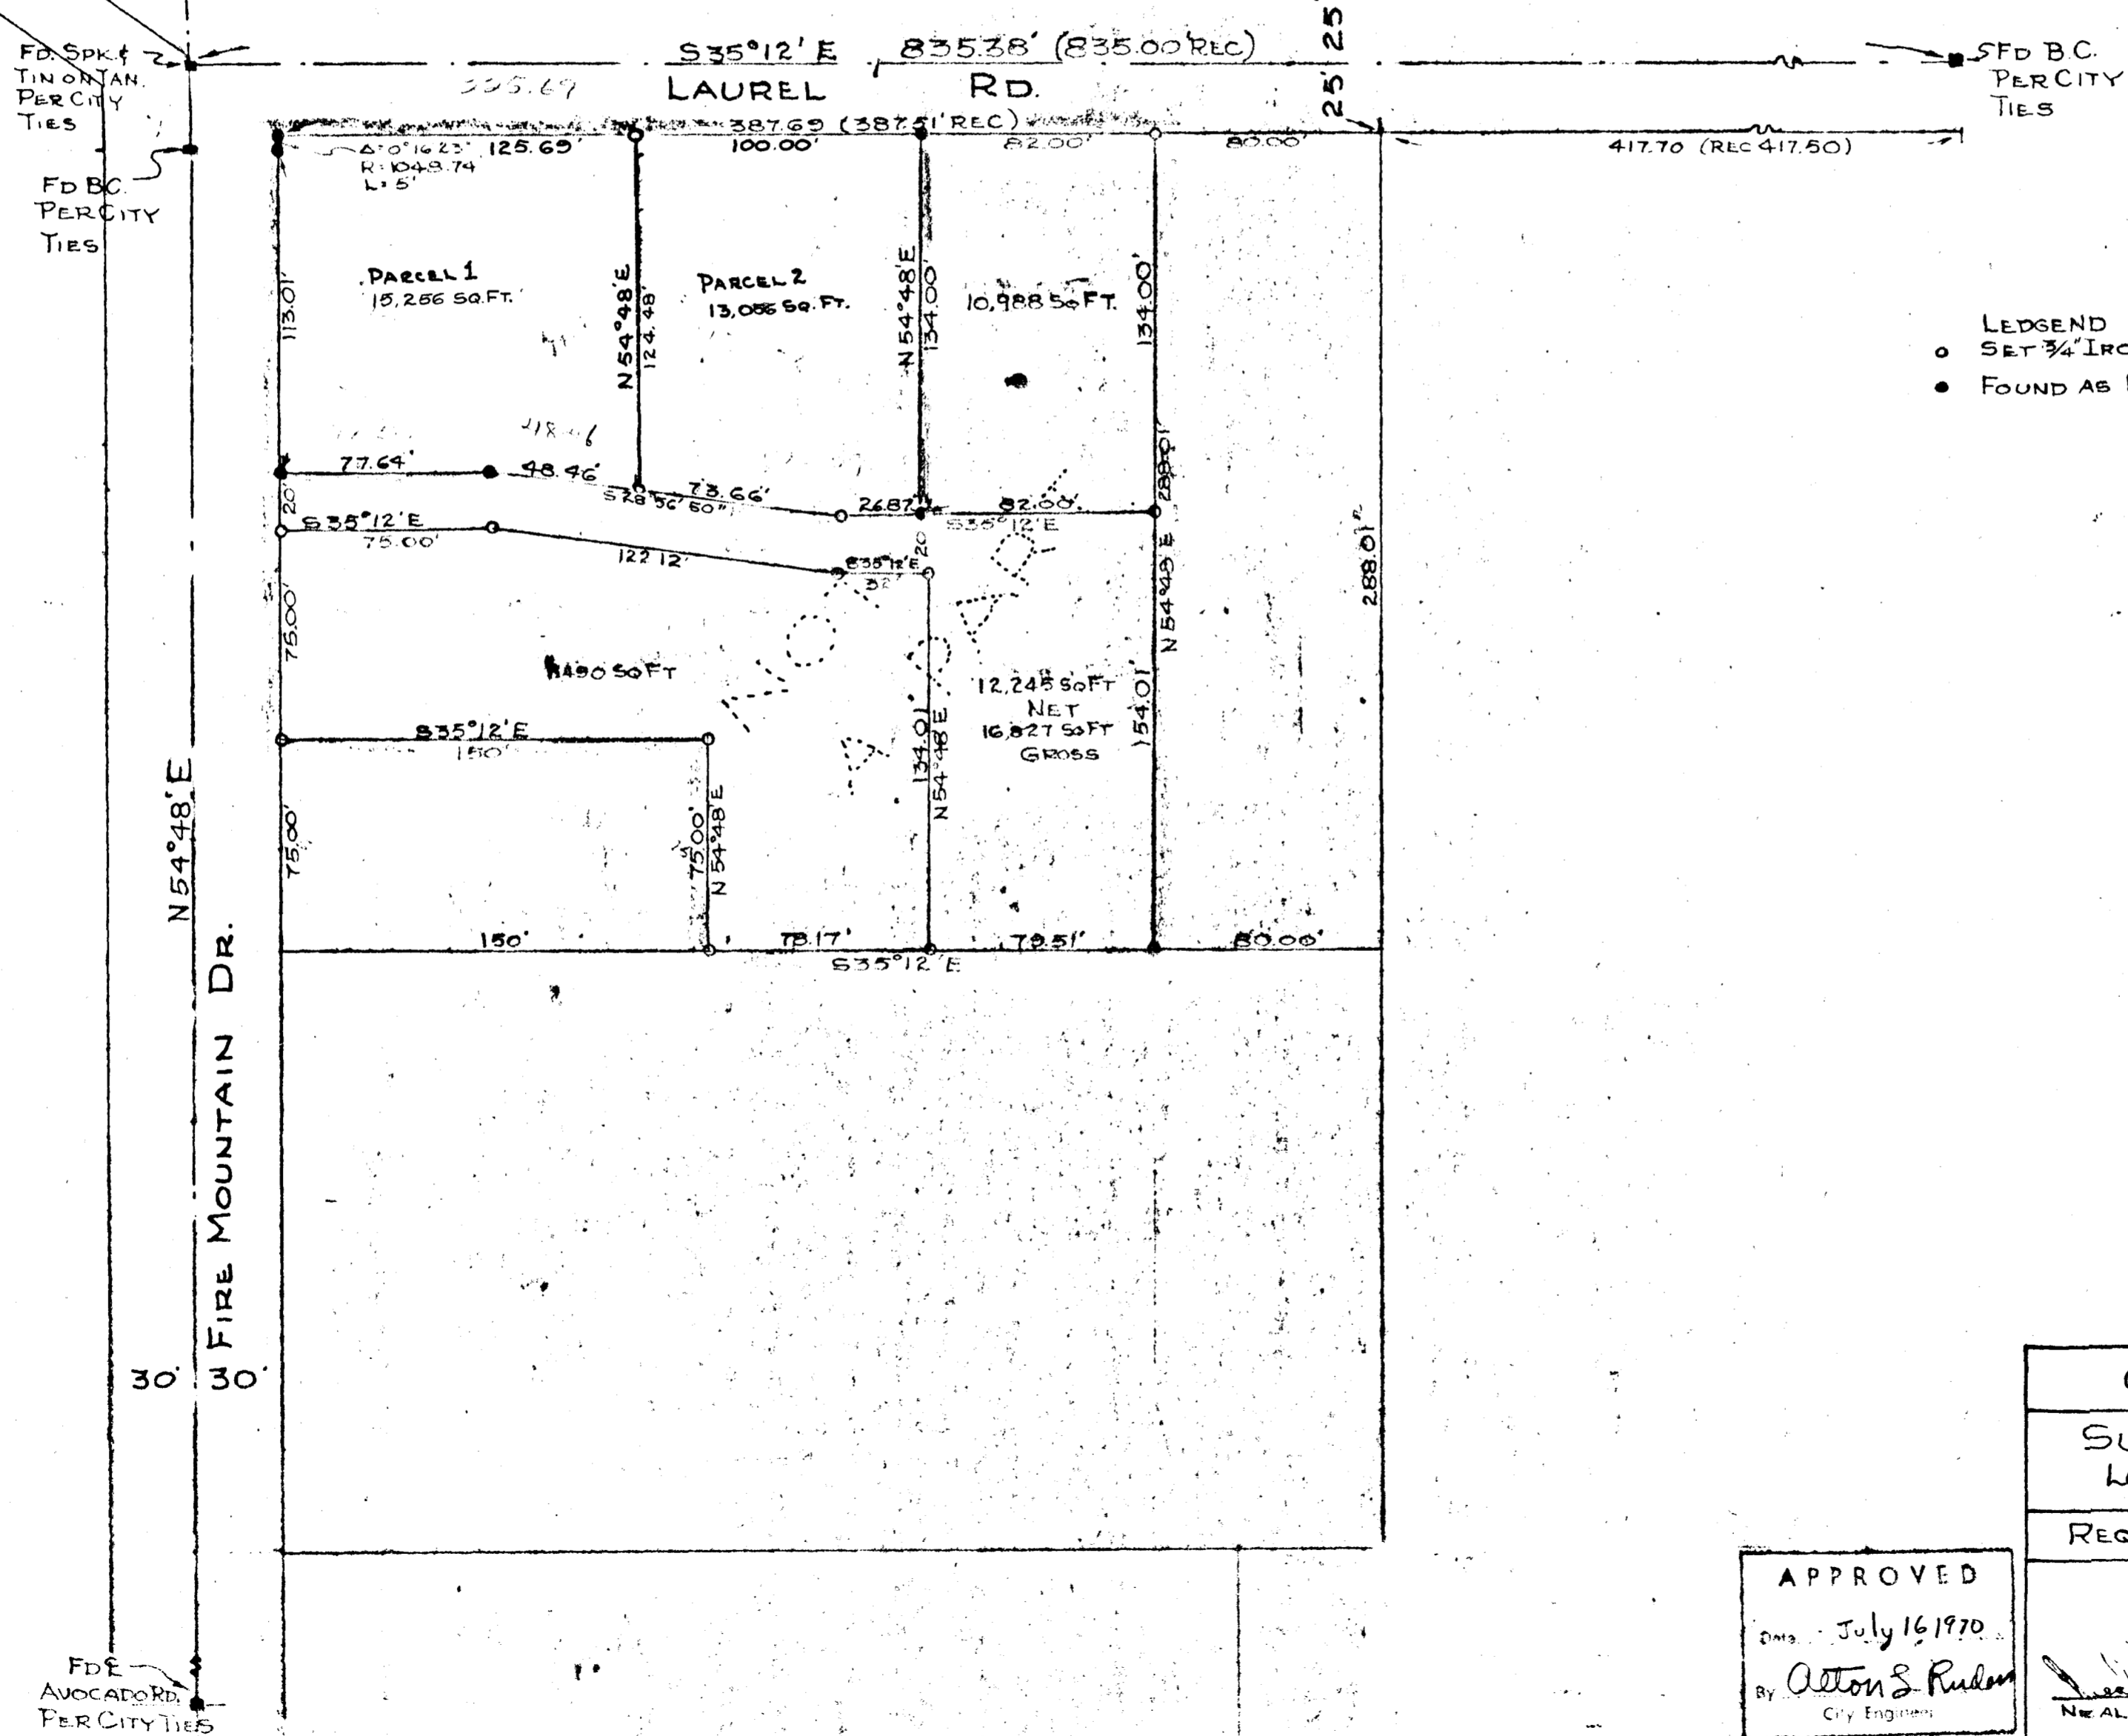 FD. SPK. &
TIN ON TAN.
PER CITY
TIES
S35°12' E 835.38' (835.00' REC)
LAUREL RD.
25' 25'
5 FD B.C.
PER CITY
TIES
FD B.C.
PER CITY
TIES
387.69 (387.51' REC)
Δ: 0°16'23"
R: 1049.74
L: 5'
125.69'
100.00'
82.00'
80.00'
417.70 (REC 417.50)
113.01'
PARCEL 1
15,256 SQ.FT.
N54°48'E
124.48'
PARCEL 2
13,056 SQ.FT.
N54°48'E
134.00'
10,988 SQ FT.
134.00'
LEDGEND
SET 3/4" IRO
FOUND AS
77.64'
48.46'
S28°56'50"
73.66'
26.87'
82.00'
S35°12'E
288.01'
20'
S35°12'E
75.00'
122.12'
S35°12'E
32'
20
N54°48'E
288.01'
75.00'
NOT
A PART
12,245 SQ FT
NET
16,827 SQ FT
GROSS
154.01'
134.01'
N54°48'E
S35°12'E
150'
75.00'
75.00'
N54°48'E
150'
78.17'
79.51'
80.00'
S35°12'E
N54°48'E
FIRE MOUNTAIN DR.
30' 30'
REQ
APPROVED
Date July 16 1970
By Alton L Ruden
City Engineer
FD ℄
AVOCADO RD.
PER CITY TIES